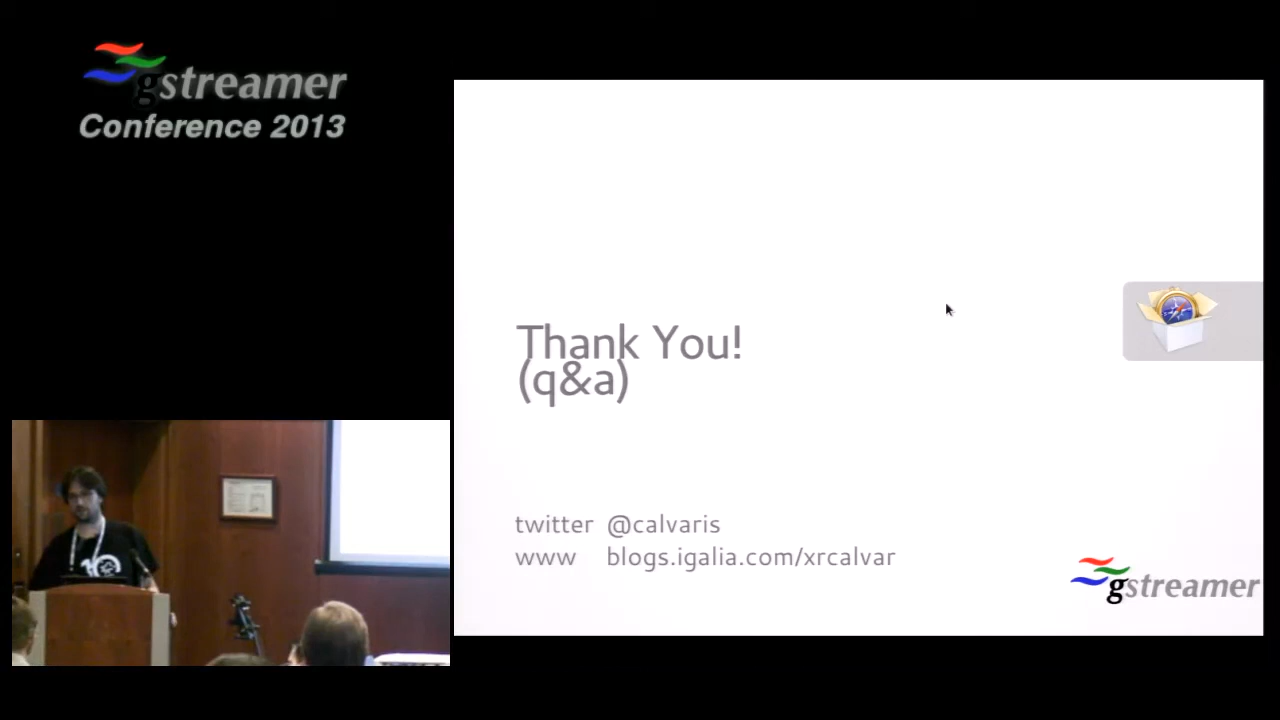 gstreamer
Conference 2013
Thank You!
(q&a)
twitter @calvaris
www blogs.igalia.com/xrcalvar
gstreamer